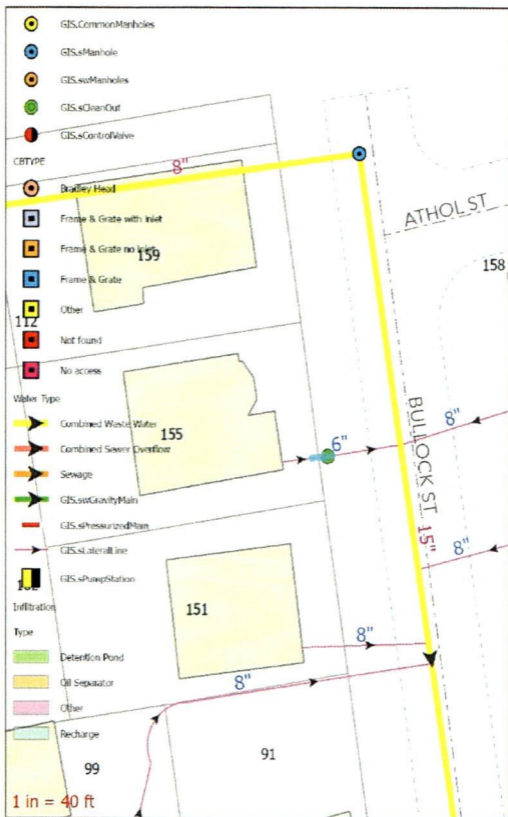 GIS.CommonManholes
GIS.sManhole
GIS.swManholes
GIS.sCleanOut
GIS.sControlValve
CBTYPE
Bradley Head
Frame & Grate with Inlet
Frame & Grate no Inlet
Frame & Grate
Other
Not found
No access
Water Type
Combined Waste Water
Combined Sewer Overflow
Sewage
GIS.swGravityMain
GIS.sPressurizedMain
GIS.sLateralLine
GIS.sPumpStation
Infiltration
Type
Detention Pond
Oil Separator
Other
Recharge
1 in = 40 ft
8"
159
112
ATHOL ST
158
155
6"
8"
BULLOCK ST
15"
8"
151
8"
8"
99
91